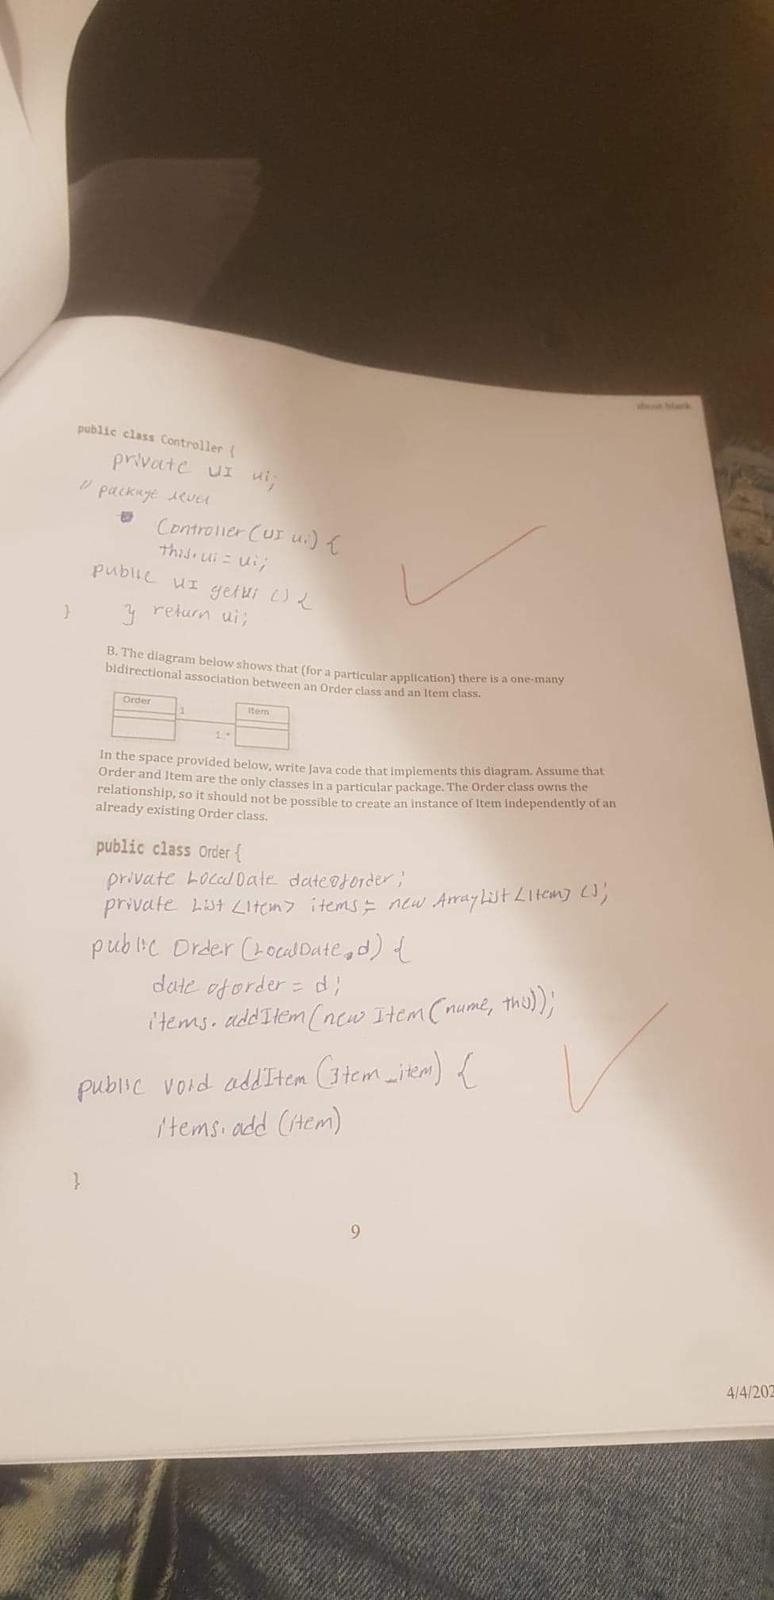 about:blank
public class Controller {
private UI ui;
// package level
Controller (UI ui) {
this.ui = ui;
public UI getUi () {
} return ui;
}
B. The diagram below shows that (for a particular application) there is a one-many
bidirectional association between an Order class and an Item class.
Order
1
Item
1..*
In the space provided below, write Java code that implements this diagram. Assume that
Order and Item are the only classes in a particular package. The Order class owns the
relationship, so it should not be possible to create an instance of Item independently of an
already existing Order class.
public class Order {
private LocalDate dateOforder;
private List <Item> items = new ArrayList <Item> ();
public Order (LocalDate d) {
date oforder = d;
items. addItem (new Item (name, this));
public void addItem (Item item) {
items. add (item)
}
9
4/4/202